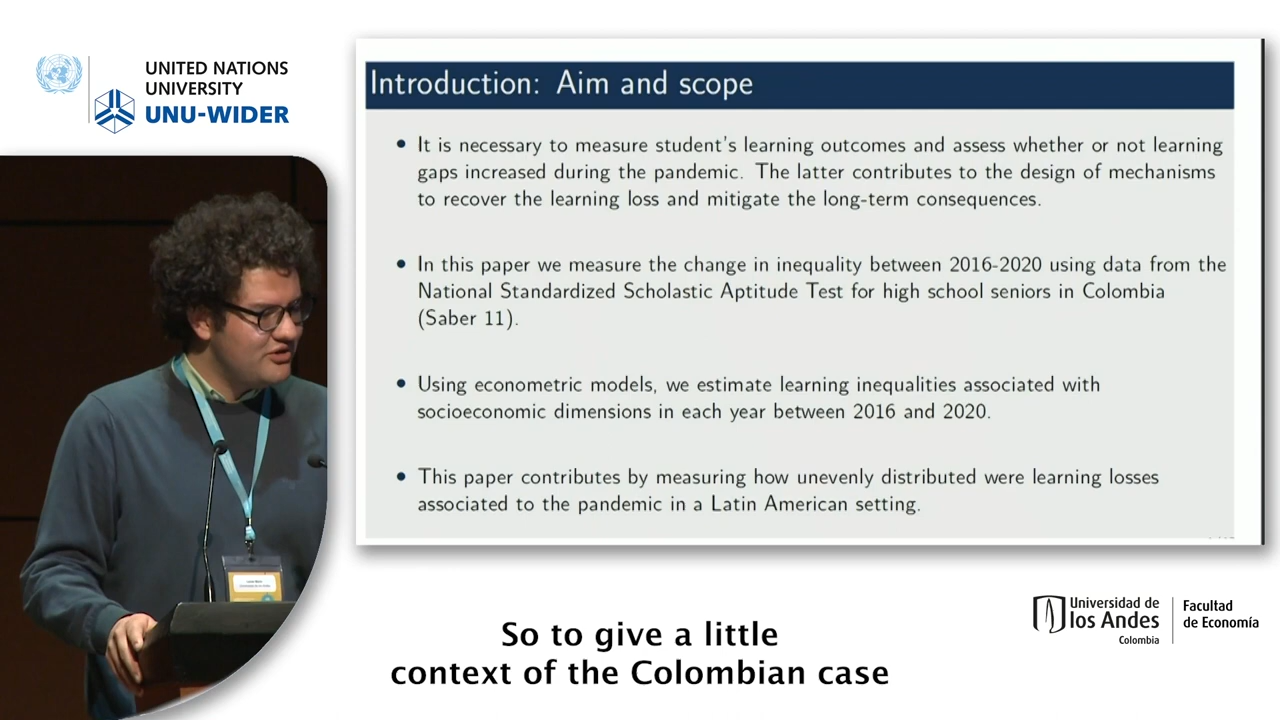 UNITED NATIONS
UNIVERSITY
UNU-WIDER
Introduction: Aim and scope
• It is necessary to measure student's learning outcomes and assess whether or not learning
gaps increased during the pandemic. The latter contributes to the design of mechanisms
to recover the learning loss and mitigate the long-term consequences.
• In this paper we measure the change in inequality between 2016-2020 using data from the
National Standardized Scholastic Aptitude Test for high school seniors in Colombia
(Saber 11).
• Using econometric models, we estimate learning inequalities associated with
socioeconomic dimensions in each year between 2016 and 2020.
• This paper contributes by measuring how unevenly distributed were learning losses
associated to the pandemic in a Latin American setting.
So to give a little
context of the Colombian case
Universidad de
los Andes
Colombia
Facultad
de Economía